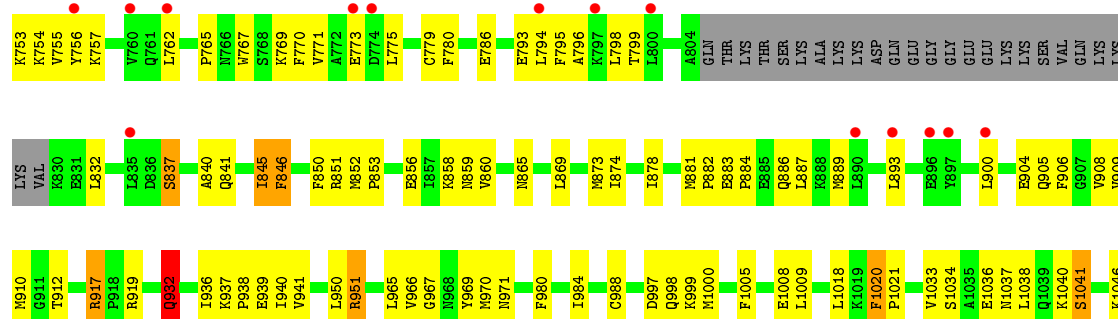 K753 K754 V755 Y756 K757 V760 Q761 L762 P765 N766 W767 S768 K769 F770 V771 A772 E773 D774 L775 C779 F780 E786 E793 L794 F795 A796 K797 L798 T799 L800 A804 GLN THR LYS THR SER LYS ALA LYS LYS ASP GLN GLU GLY GLY GLU GLU LYS LYS SER VAL GLN LYS LYS
LYS VAL K830 E831 L832 L835 D836 S837 A840 Q841 I845 F846 F850 R851 M852 P853 E856 I857 K858 N859 V860 N865 L869 M873 I874 I878 M881 P882 E883 P884 E885 Q886 L887 K888 M889 L890 L893 E896 Y897 L900 E904 Q905 F906 G907 V908
M910 G911 T912 R917 P918 R919 Q932 I936 K937 P938 E939 I940 V941 L950 R951 L965 V966 G967 N968 Y969 M970 N971 F980 I984 C988 D997 Q998 K999 M1000 F1005 E1008 L1009 L1018 K1019 F1020 P1021 V1033 S1034 A1035 E1036 N1037 L1038 Q1039 K1040 S1041 K1046